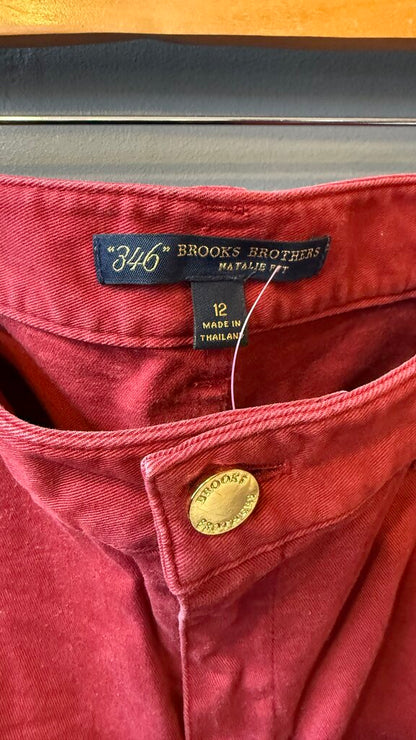 "346" BROOKS BROTHERS
NATALIE FIT
12
MADE IN
THAILAND
BROOKS
BROTHERS